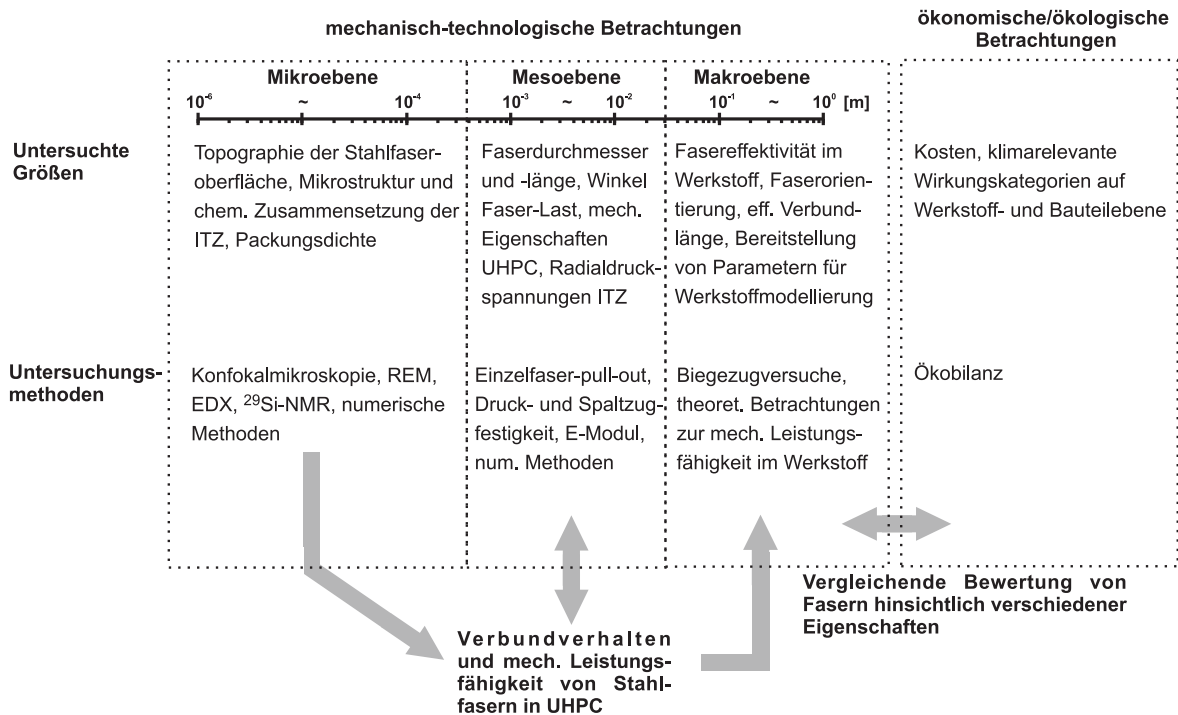 mechanisch-technologische Betrachtungen
ökonomische/ökologische
Betrachtungen
Mikroebene
Mesoebene
Makroebene
10⁻⁶ ~ 10⁻⁴ 10⁻³ ~ 10⁻² 10⁻¹ ~ 10⁰ [m]
Untersuchte
Größen
Topographie der Stahlfaser-
oberfläche, Mikrostruktur und
chem. Zusammensetzung der
ITZ, Packungsdichte
Faserdurchmesser
und -länge, Winkel
Faser-Last, mech.
Eigenschaften
UHPC, Radialdruck-
spannungen ITZ
Fasereffektivität im
Werkstoff, Faserorien-
tierung, eff. Verbund-
länge, Bereitstellung
von Parametern für
Werkstoffmodellierung
Kosten, klimarelevante
Wirkungskategorien auf
Werkstoff- und Bauteilebene
Untersuchungs-
methoden
Konfokalmikroskopie, REM,
EDX, ²⁹Si-NMR, numerische
Methoden
Einzelfaser-pull-out,
Druck- und Spaltzug-
festigkeit, E-Modul,
num. Methoden
Biegezugversuche,
theoret. Betrachtungen
zur mech. Leistungs-
fähigkeit im Werkstoff
Ökobilanz
Vergleichende Bewertung von
Fasern hinsichtlich verschiedener
Eigenschaften
Verbundverhalten
und mech. Leistungs-
fähigkeit von Stahl-
fasern in UHPC